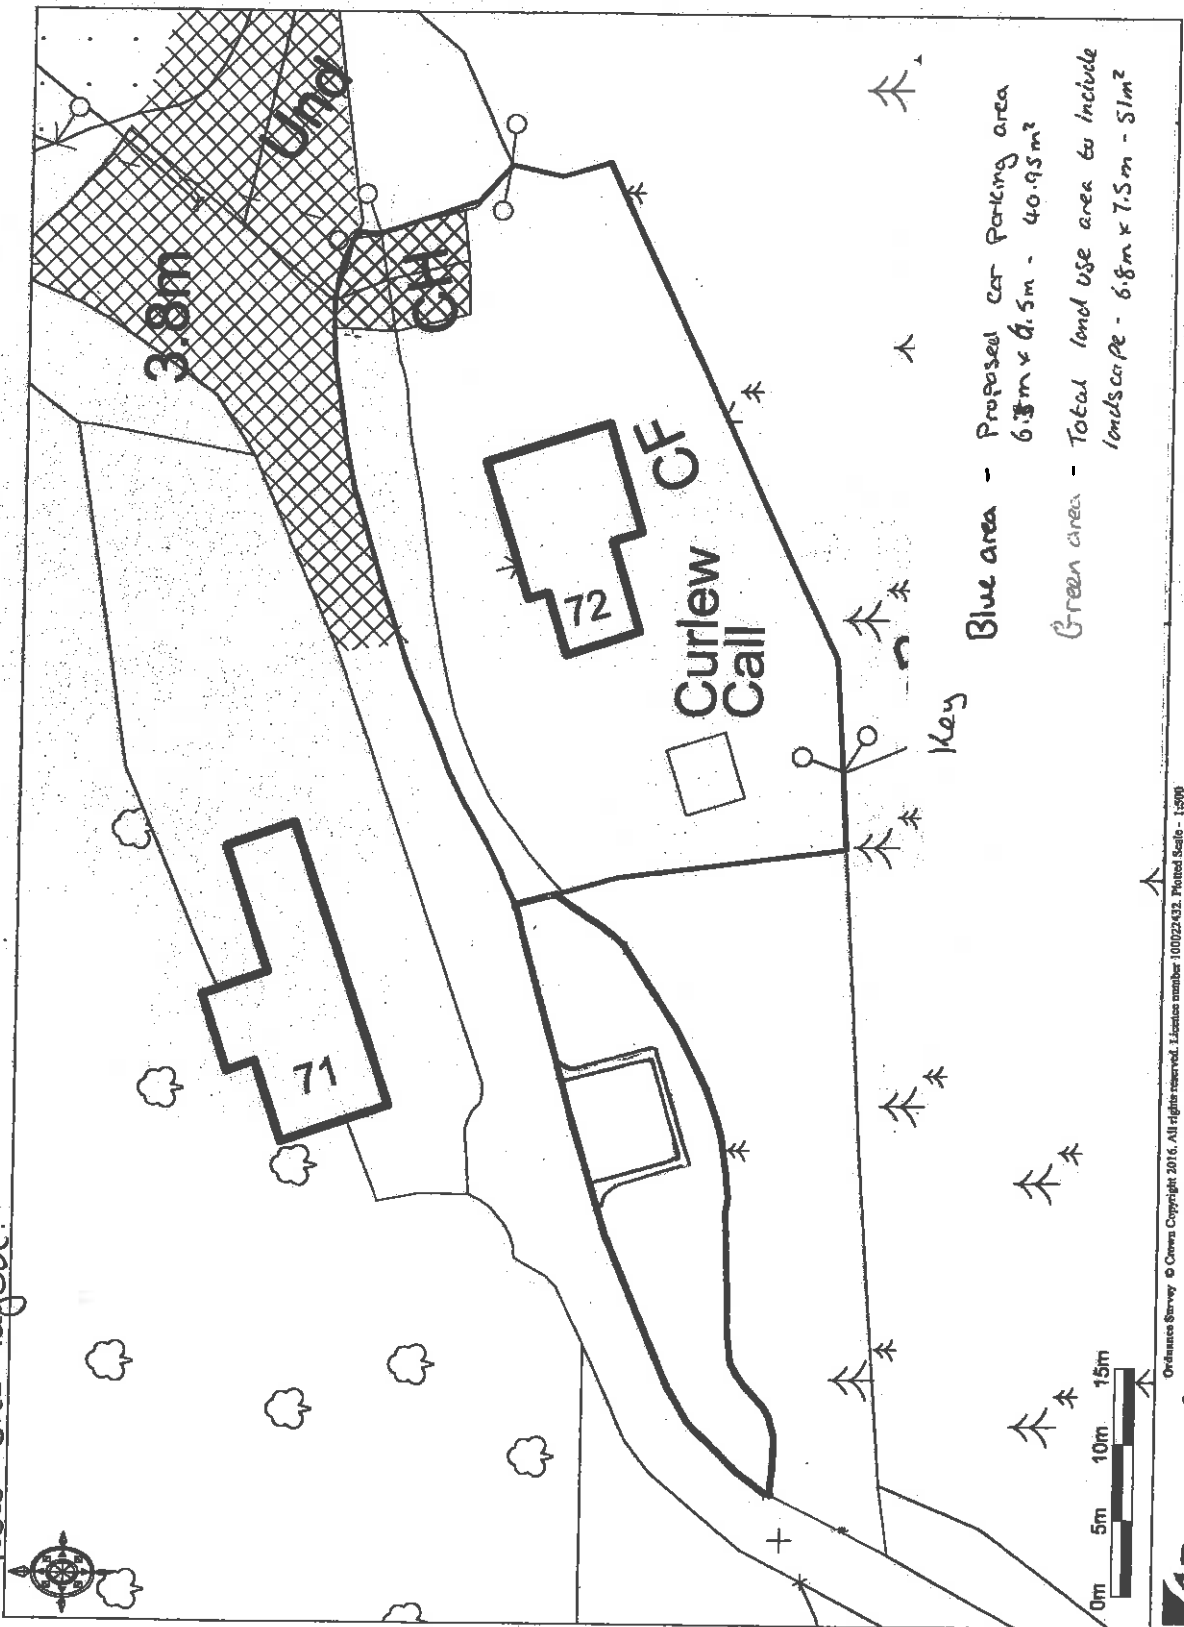 3.8m
Und
CH
CF
72
Curlew
Call
71
Key
Blue area - Proposed car parking area
6.5m - 40.95m²
Green area - Total land use area to include
landscape - 6.8m x 7.5m - 51m²
0m 5m 10m 15m
Ordnance Survey © Crown Copyright 2016. All rights reserved. Licence number 100022432. Plotted Scale - 1:500